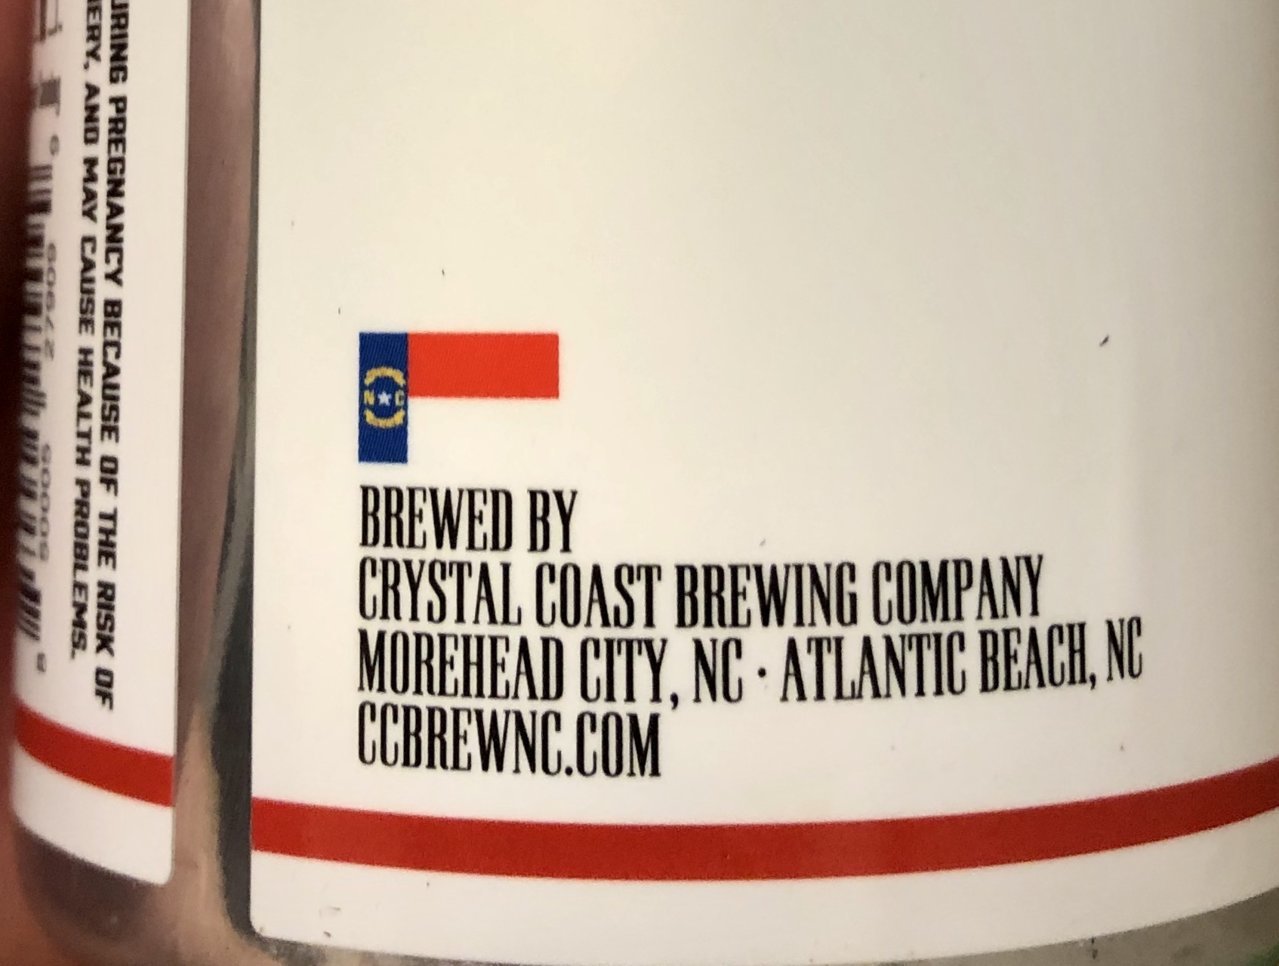 URING PREGNANCY BECAUSE OF THE RISK OF
ERY, AND MAY CAUSE HEALTH PROBLEMS.
N C
BREWED BY
CRYSTAL COAST BREWING COMPANY
MOREHEAD CITY, NC · ATLANTIC BEACH, NC
CCBREWNC.COM